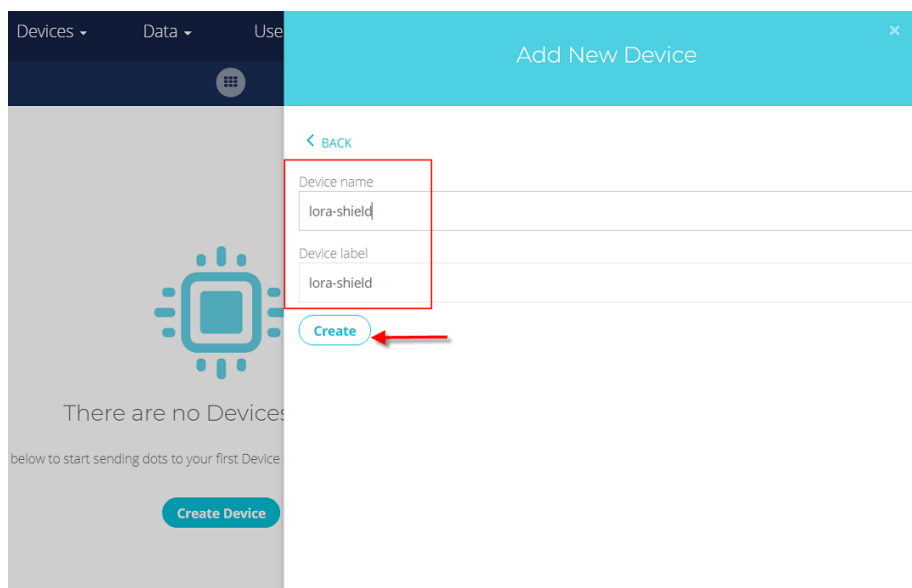 Devices
Data
Use
×
Add New Device
BACK
Device name
lora-shield
Device label
lora-shield
Create
There are no Devices
below to start sending dots to your first Device
Create Device